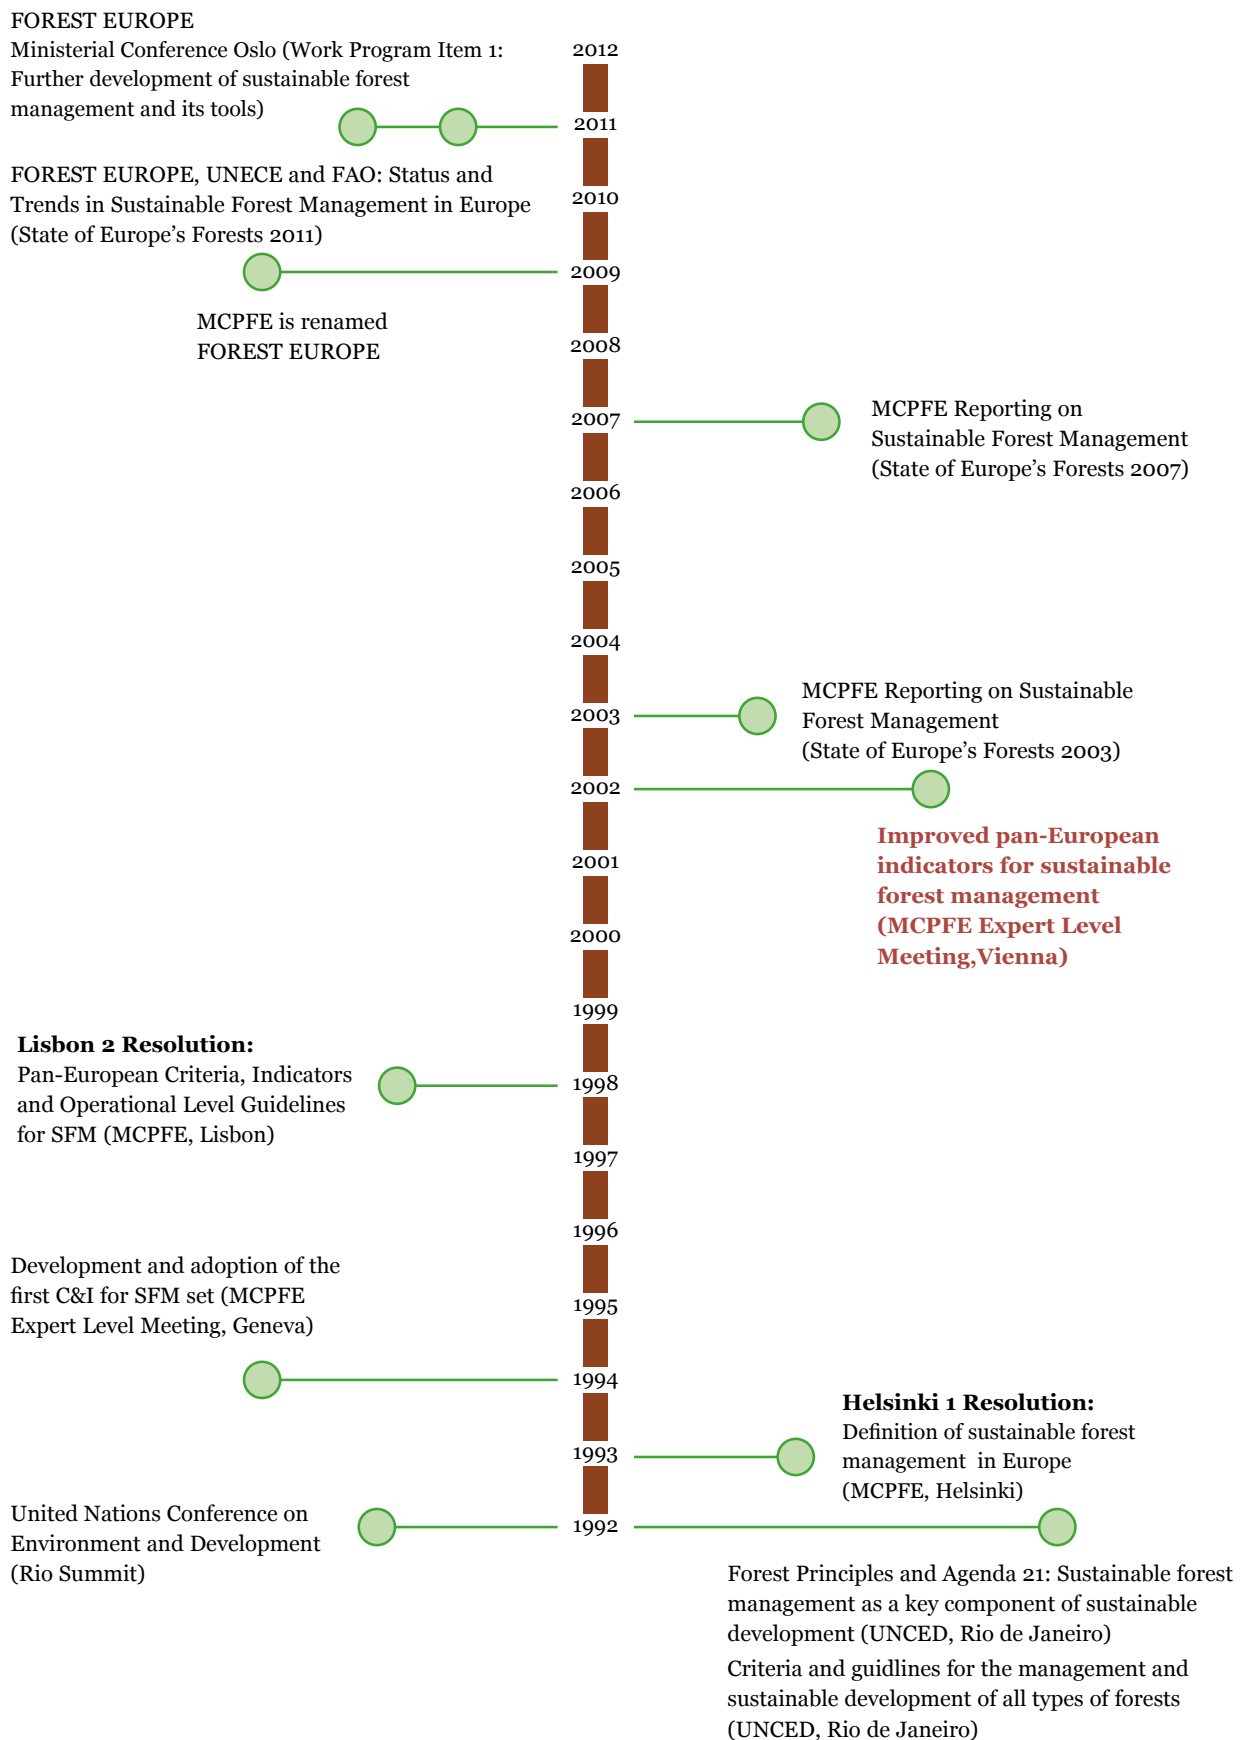 FOREST EUROPE
Ministerial Conference Oslo (Work Program Item 1:
Further development of sustainable forest
management and its tools)
2012
2011
FOREST EUROPE, UNECE and FAO: Status and
Trends in Sustainable Forest Management in Europe
(State of Europe's Forests 2011)
2010
2009
MCPFE is renamed
FOREST EUROPE
2008
2007
MCPFE Reporting on
Sustainable Forest Management
(State of Europe's Forests 2007)
2006
2005
2004
MCPFE Reporting on Sustainable
Forest Management
(State of Europe's Forests 2003)
2003
2002
Improved pan-European
indicators for sustainable
forest management
(MCPFE Expert Level
Meeting,Vienna)
2001
2000
1999
Lisbon 2 Resolution:
Pan-European Criteria, Indicators
and Operational Level Guidelines
for SFM (MCPFE, Lisbon)
1998
1997
1996
Development and adoption of the
first C&I for SFM set (MCPFE
Expert Level Meeting, Geneva)
1995
1994
Helsinki 1 Resolution:
Definition of sustainable forest
management in Europe
(MCPFE, Helsinki)
1993
United Nations Conference on
Environment and Development
(Rio Summit)
1992
Forest Principles and Agenda 21: Sustainable forest
management as a key component of sustainable
development (UNCED, Rio de Janeiro)
Criteria and guidlines for the management and
sustainable development of all types of forests
(UNCED, Rio de Janeiro)